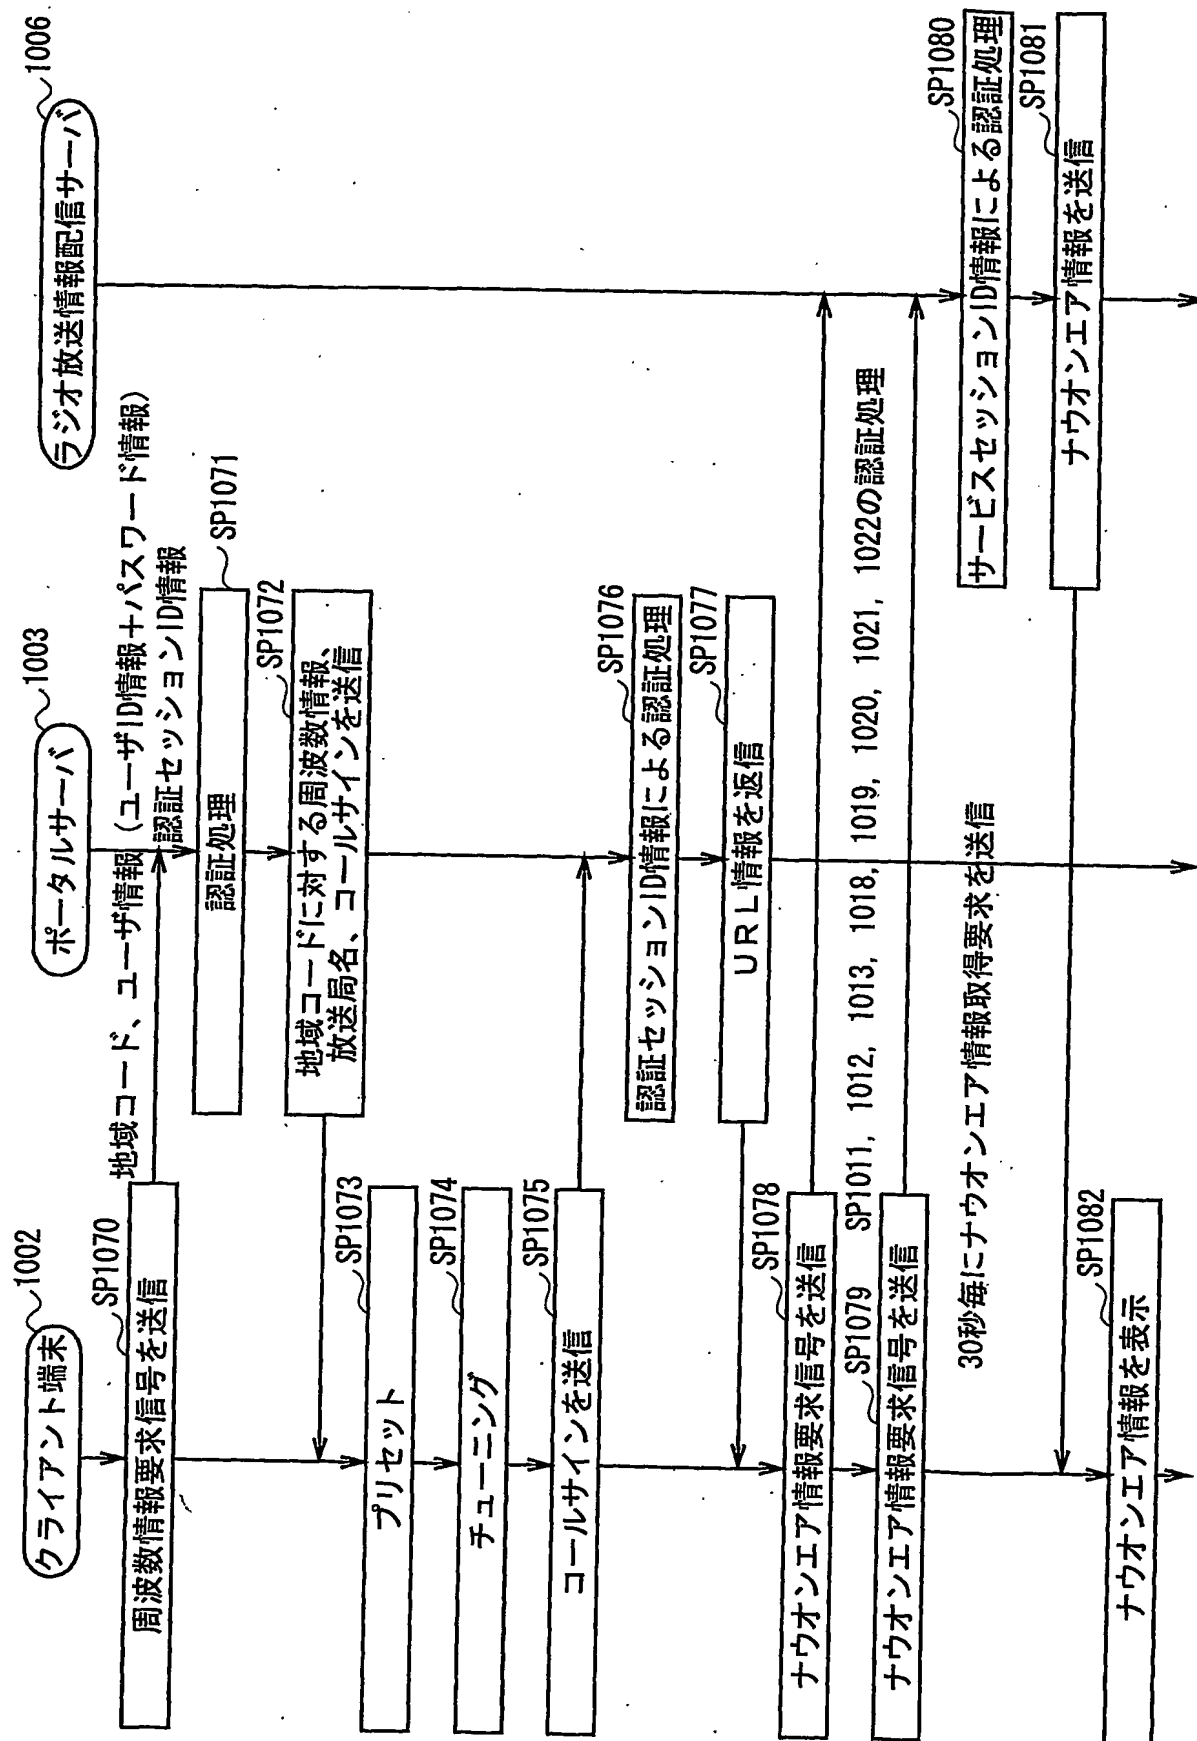 クライアント端末
1002
ポータルサーバ
1003
ラジオ放送情報配信サーバ
1006
SP1070
周波数情報要求信号を送信
地域コード、ユーザ情報（ユーザID情報＋パスワード情報）
認証セッションID情報
認証処理
SP1071
SP1072
地域コードに対する周波数情報、
放送局名、コールサインを送信
プリセット
SP1073
チューニング
SP1074
コールサインを送信
SP1075
SP1076
認証セッションID情報による認証処理
SP1077
URL情報を返信
SP1078
ナウオンエア情報要求信号を送信
SP1079
SP1011, 1012, 1013, 1018, 1019, 1020, 1021, 1022の認証処理
ナウオンエア情報要求信号を送信
30秒毎にナウオンエア情報取得要求を送信
SP1080
サービスセッションID情報による認証処理
SP1081
ナウオンエア情報を送信
SP1082
ナウオンエア情報を表示